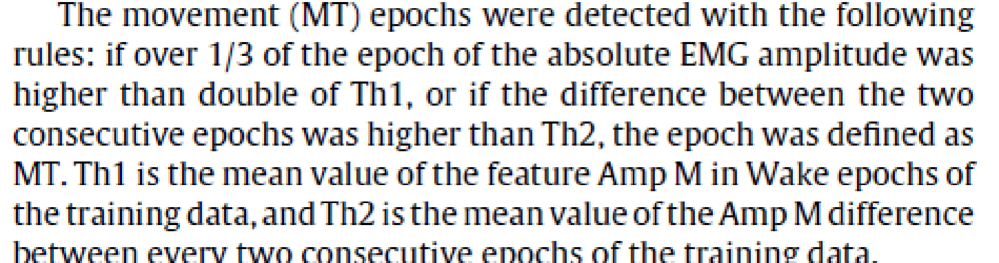 The movement (MT) epochs were detected with the following
rules: if over 1/3 of the epoch of the absolute EMG amplitude was
higher than double of Th1, or if the difference between the two
consecutive epochs was higher than Th2, the epoch was defined as
MT. Th1 is the mean value of the feature Amp M in Wake epochs of
the training data, and Th2 is the mean value of the Amp M difference
between every two consecutive epochs of the training data.